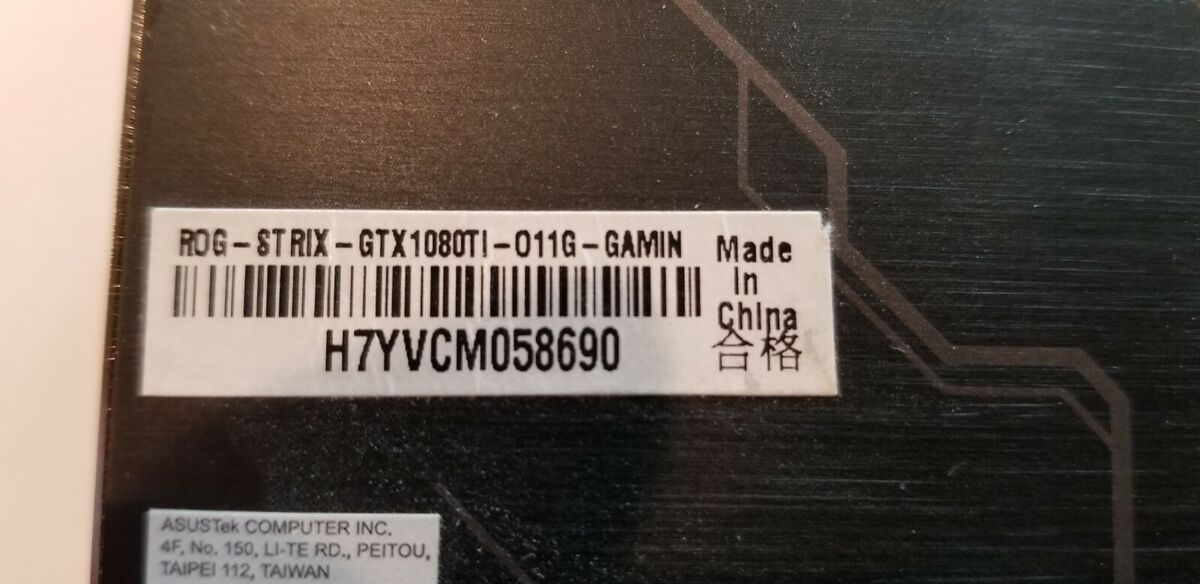 ROG-STRIX-GTX1080TI-O11G-GAMIN
H7YVCM058690
Made
In
China
合格
ASUSTek COMPUTER INC.
4F, No. 150, LI-TE RD., PEITOU,
TAIPEI 112, TAIWAN